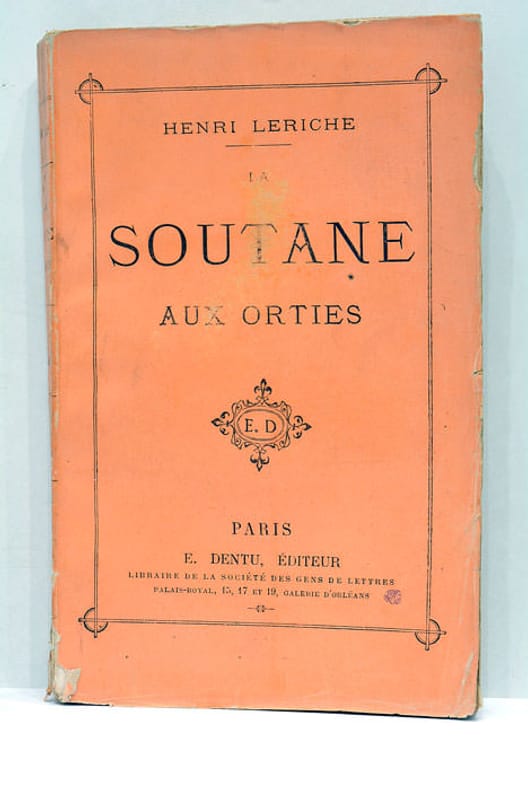 HENRI LERICHE
LA
SOUTANE
AUX ORTIES
E. D
PARIS
E. DENTU, ÉDITEUR
LIBRAIRE DE LA SOCIÉTÉ DES GENS DE LETTRES
PALAIS-ROYAL, 15, 17 ET 19, GALERIE D'ORLÉANS